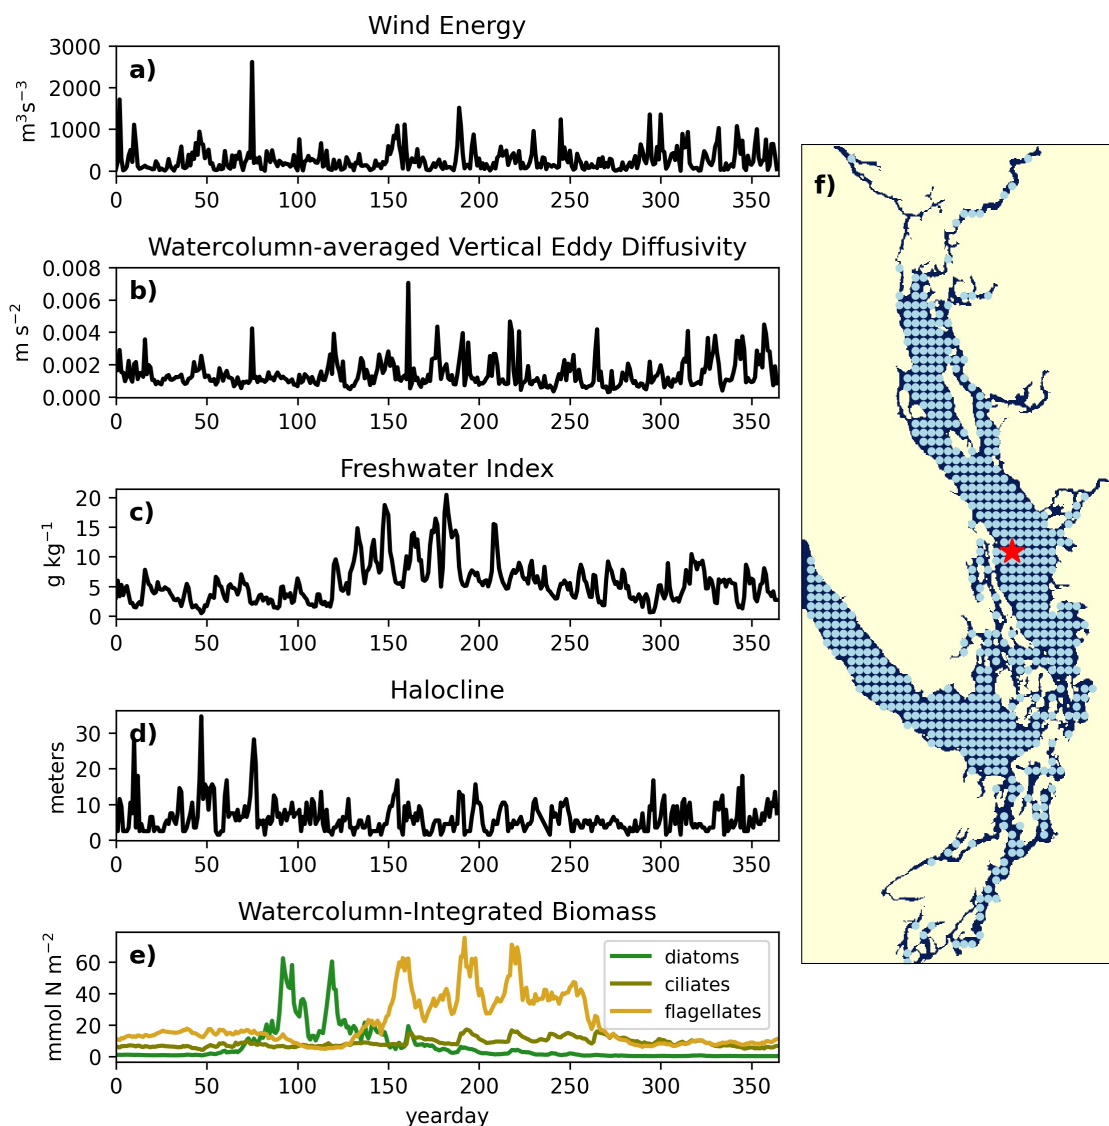 Wind Energy
a)
m³s⁻³
3000
2000
1000
0
0 50 100 150 200 250 300 350
Watercolumn-averaged Vertical Eddy Diffusivity
b)
m s⁻²
0.008
0.006
0.004
0.002
0.000
0 50 100 150 200 250 300 350
Freshwater Index
c)
g kg⁻¹
20
15
10
5
0
0 50 100 150 200 250 300 350
Halocline
d)
meters
30
20
10
0
0 50 100 150 200 250 300 350
Watercolumn-Integrated Biomass
e)
mmol N m⁻²
60
40
20
0
diatoms
ciliates
flagellates
0 50 100 150 200 250 300 350
yearday
f)